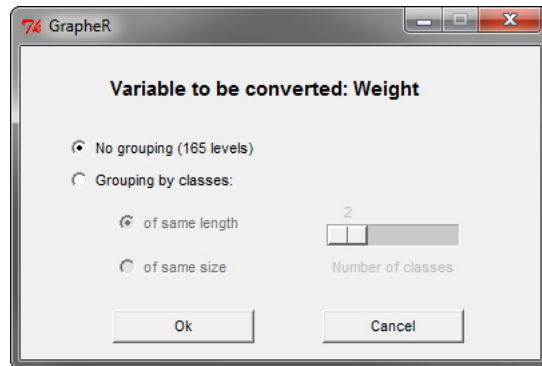 GrapheR
Variable to be converted: Weight
No grouping (165 levels)
Grouping by classes:
of same length
2
of same size
Number of classes
Ok
Cancel